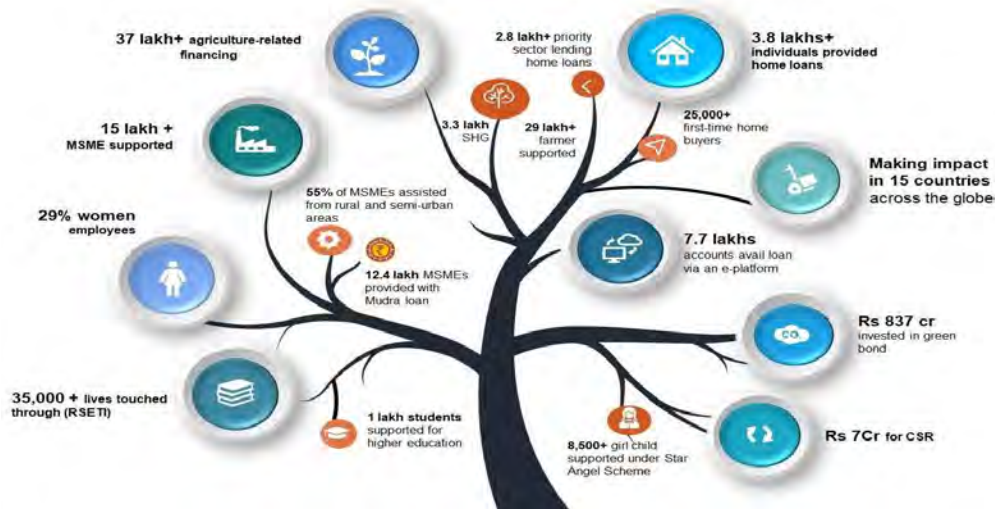 37 lakh+ agriculture-related
financing
2.8 lakh+ priority
sector lending
home loans
3.8 lakhs+
individuals provided
home loans
15 lakh +
MSME supported
3.3 lakh
SHG
29 lakh+
farmer
supported
25,000+
first-time home
buyers
Making impact
in 15 countries
across the globe
55% of MSMEs assisted
from rural and semi-urban
areas
29% women
employees
12.4 lakh MSMEs
provided with
Mudra loan
7.7 lakhs
accounts avail loan
via an e-platform
Rs 837 cr
invested in green
bond
CO₂
35,000 + lives touched
through (RSETI)
1 lakh students
supported for
higher education
8,500+ girl child
supported under Star
Angel Scheme
Rs 7Cr for CSR